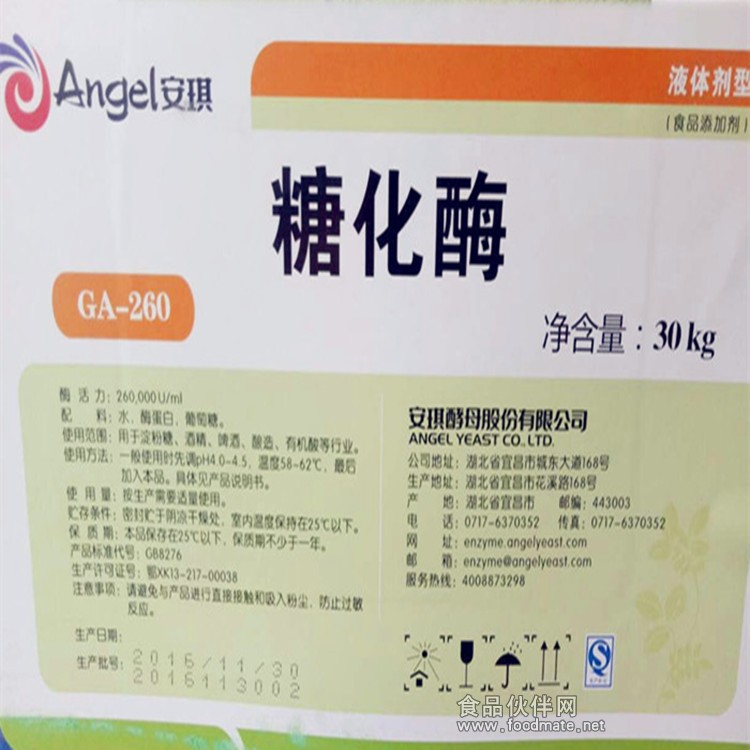 Angel安琪
液体剂型
(食品添加剂)
糖化酶
GA-260
净含量：30kg
酶 活 力：260,000U/ml
配 料：水，酶蛋白，葡萄糖。
使用范围：用于淀粉糖、酒精、啤酒、酿造、有机酸等行业。
使用方法：一般使用时先调pH4.0-4.5，温度58-62℃，最后
加入本品。具体见产品说明书。
使 用 量：按生产需要适量使用。
贮存条件：密封贮于阴凉干燥处，室内温度保持在25℃以下。
保 质 期：本品保存在25℃以下，保质期不少于一年。
产品标准代号：GB8276
生产许可证号：鄂XK13-217-00038
注意事项：请避免与产品进行直接接触和吸入粉尘，防止过敏
反应。
生产日期：
生产批号：
2016/11/30
2016113002
安琪酵母股份有限公司
ANGEL YEAST CO., LTD.
公司地址：湖北省宜昌市城东大道168号
生产地址：湖北省宜昌市花溪路168号
产 地：湖北省宜昌市 邮编：443003
电 话：0717-6370352 传真：0717-6370352
网 址：enzyme.angelyeast.com
邮 箱：enzyme@angelyeast.com
服务热线：4008873298
食品伙伴网
www.foodmate.net